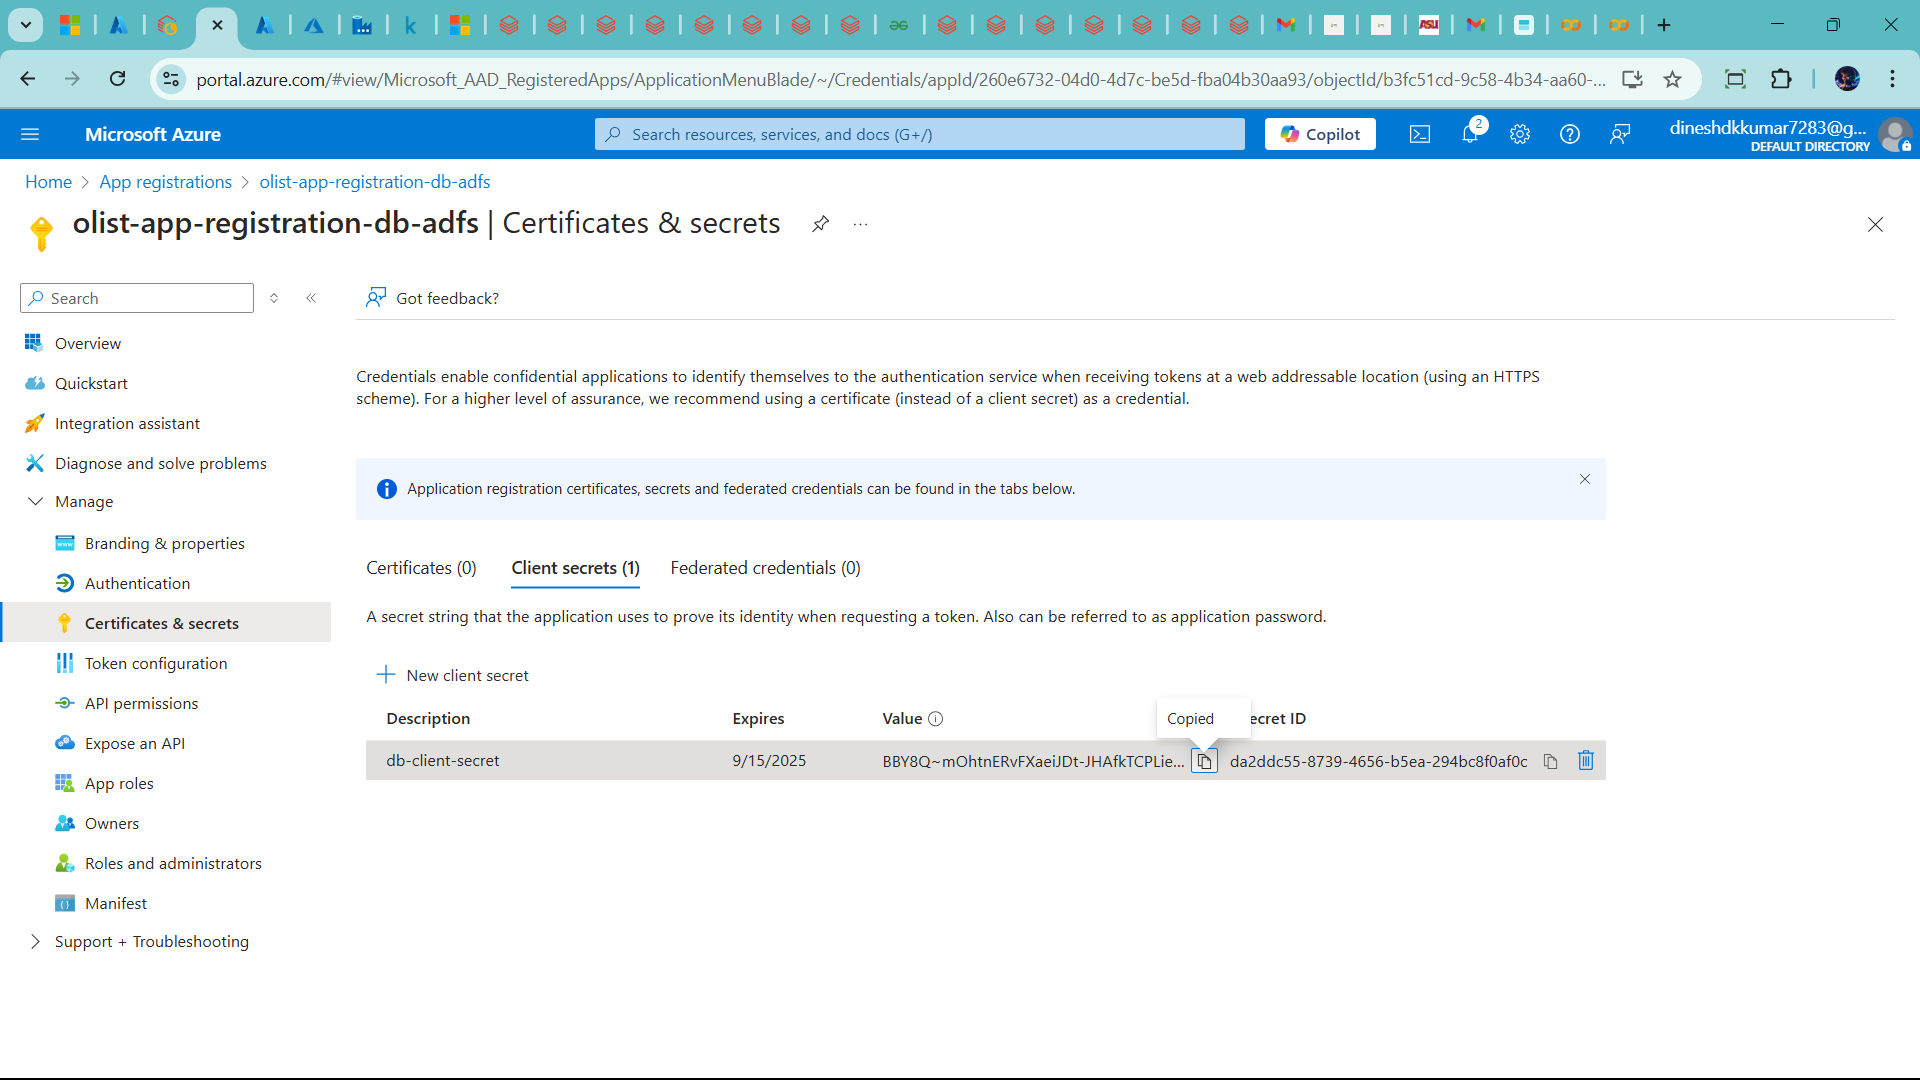 portal.azure.com/#view/Microsoft_AAD_RegisteredApps/ApplicationMenuBlade/~/Credentials/appId/260e6732-04d0-4d7c-be5d-fba04b30aa93/objectId/b3fc51cd-9c58-4b34-aa60-...
Microsoft Azure
Search resources, services, and docs (G+/)
Copilot
2
dineshdkkumar7283@g...
DEFAULT DIRECTORY
Home > App registrations > olist-app-registration-db-adfs
olist-app-registration-db-adfs | Certificates & secrets
Search
Got feedback?
Overview
Quickstart
Integration assistant
Diagnose and solve problems
Manage
Branding & properties
Authentication
Certificates & secrets
Token configuration
API permissions
Expose an API
App roles
Owners
Roles and administrators
Manifest
Support + Troubleshooting
Credentials enable confidential applications to identify themselves to the authentication service when receiving tokens at a web addressable location (using an HTTPS
scheme). For a higher level of assurance, we recommend using a certificate (instead of a client secret) as a credential.
Application registration certificates, secrets and federated credentials can be found in the tabs below.
Certificates (0) Client secrets (1) Federated credentials (0)
A secret string that the application uses to prove its identity when requesting a token. Also can be referred to as application password.
New client secret
Copied
Description Expires Value ecret ID
db-client-secret 9/15/2025 BBY8Q~mOhtnERvFXaeiJDt-JHAfkTCPLie... da2ddc55-8739-4656-b5ea-294bc8f0af0c